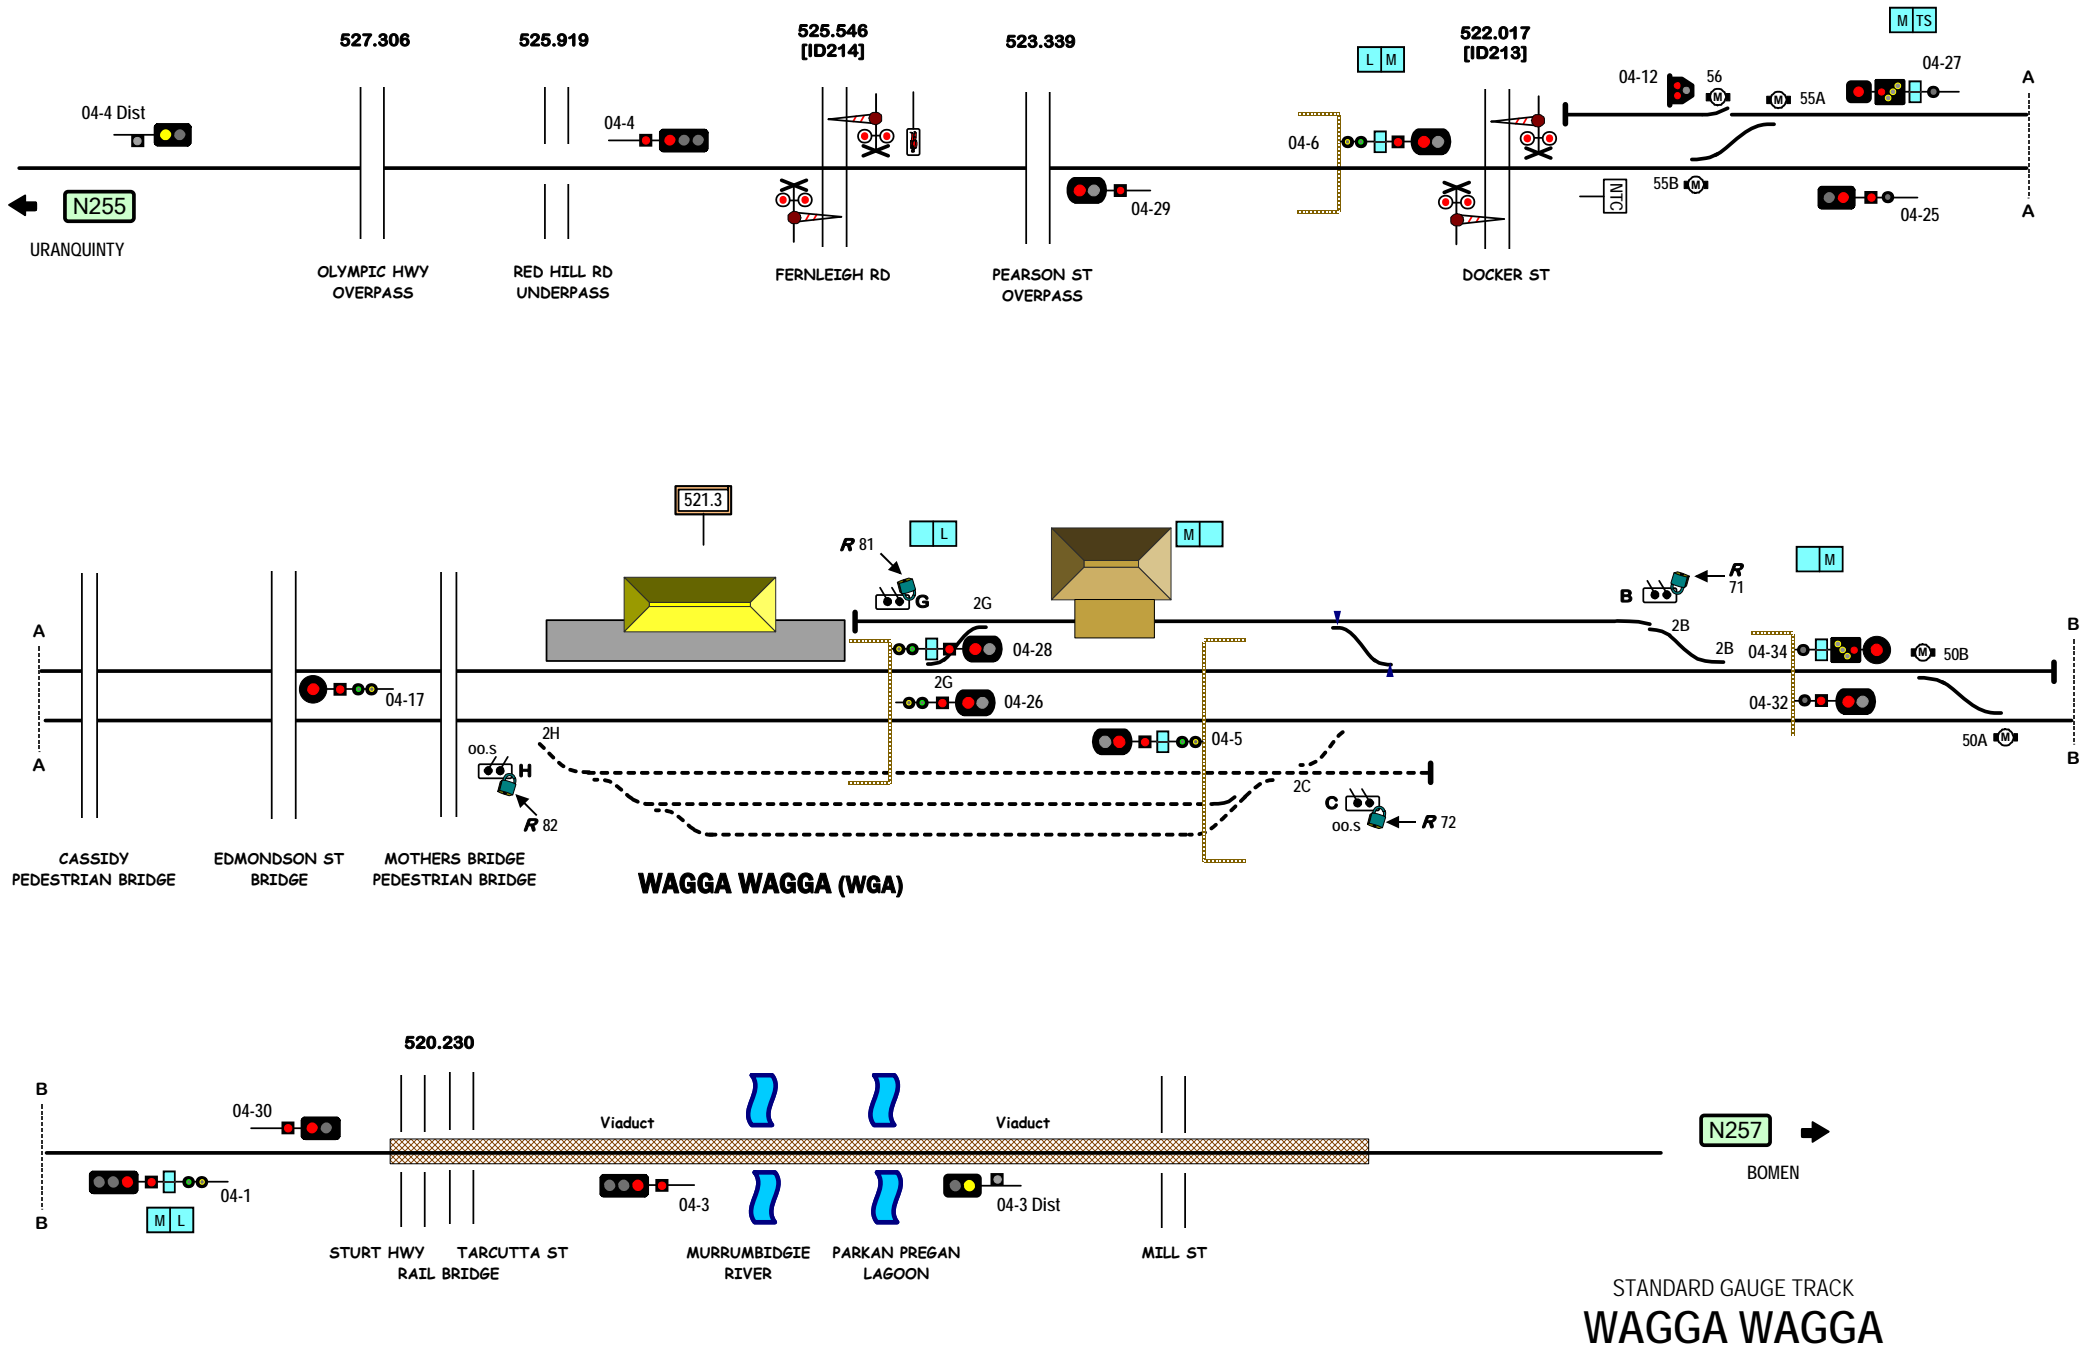 527.306
525.919
525.546
[ID214]
523.339
522.017
[ID213]
L M
M TS
04-4 Dist
04-4
04-6
04-12
56
55A
04-27
A
N255
URANQUINTY
04-29
NTC
55B
04-25
A
OLYMPIC HWY
OVERPASS
RED HILL RD
UNDERPASS
FERNLEIGH RD
PEARSON ST
OVERPASS
DOCKER ST
M
M
M
521.3
R 81
L
M
M
G
2G
B
R
71
2B
2B
A
04-28
04-34
M
50B
B
04-17
2G
04-26
04-32
2H
04-5
50A
M
A
B
oo.s
H
2C
C
R 72
oo.s
R 82
CASSIDY
PEDESTRIAN BRIDGE
EDMONDSON ST
BRIDGE
MOTHERS BRIDGE
PEDESTRIAN BRIDGE
WAGGA WAGGA (WGA)
520.230
B
04-30
Viaduct
Viaduct
N257
BOMEN
04-1
M L
04-3
04-3 Dist
B
STURT HWY
TARCUTTA ST
RAIL BRIDGE
MURRUMBIDGIE
RIVER
PARKAN PREGAN
LAGOON
MILL ST
STANDARD GAUGE TRACK
WAGGA WAGGA